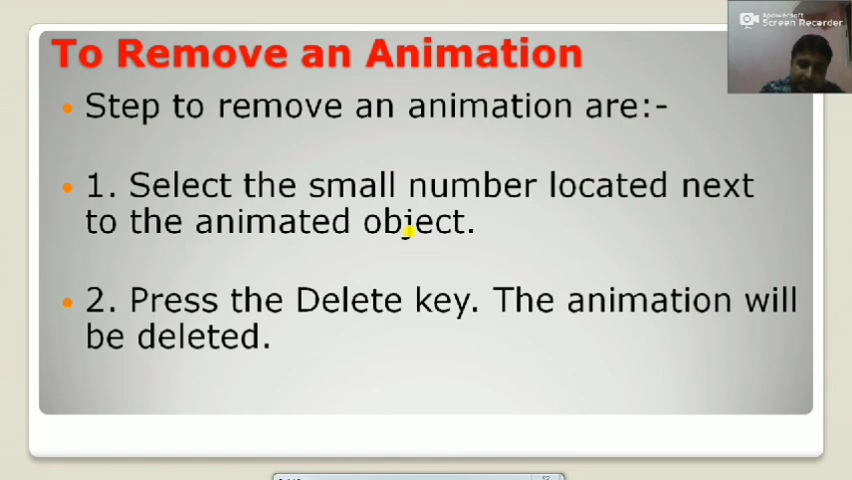 Apowersoft
Screen Recorder
To Remove an Animation
Step to remove an animation are:-
1. Select the small number located next
to the animated object.
2. Press the Delete key. The animation will
be deleted.